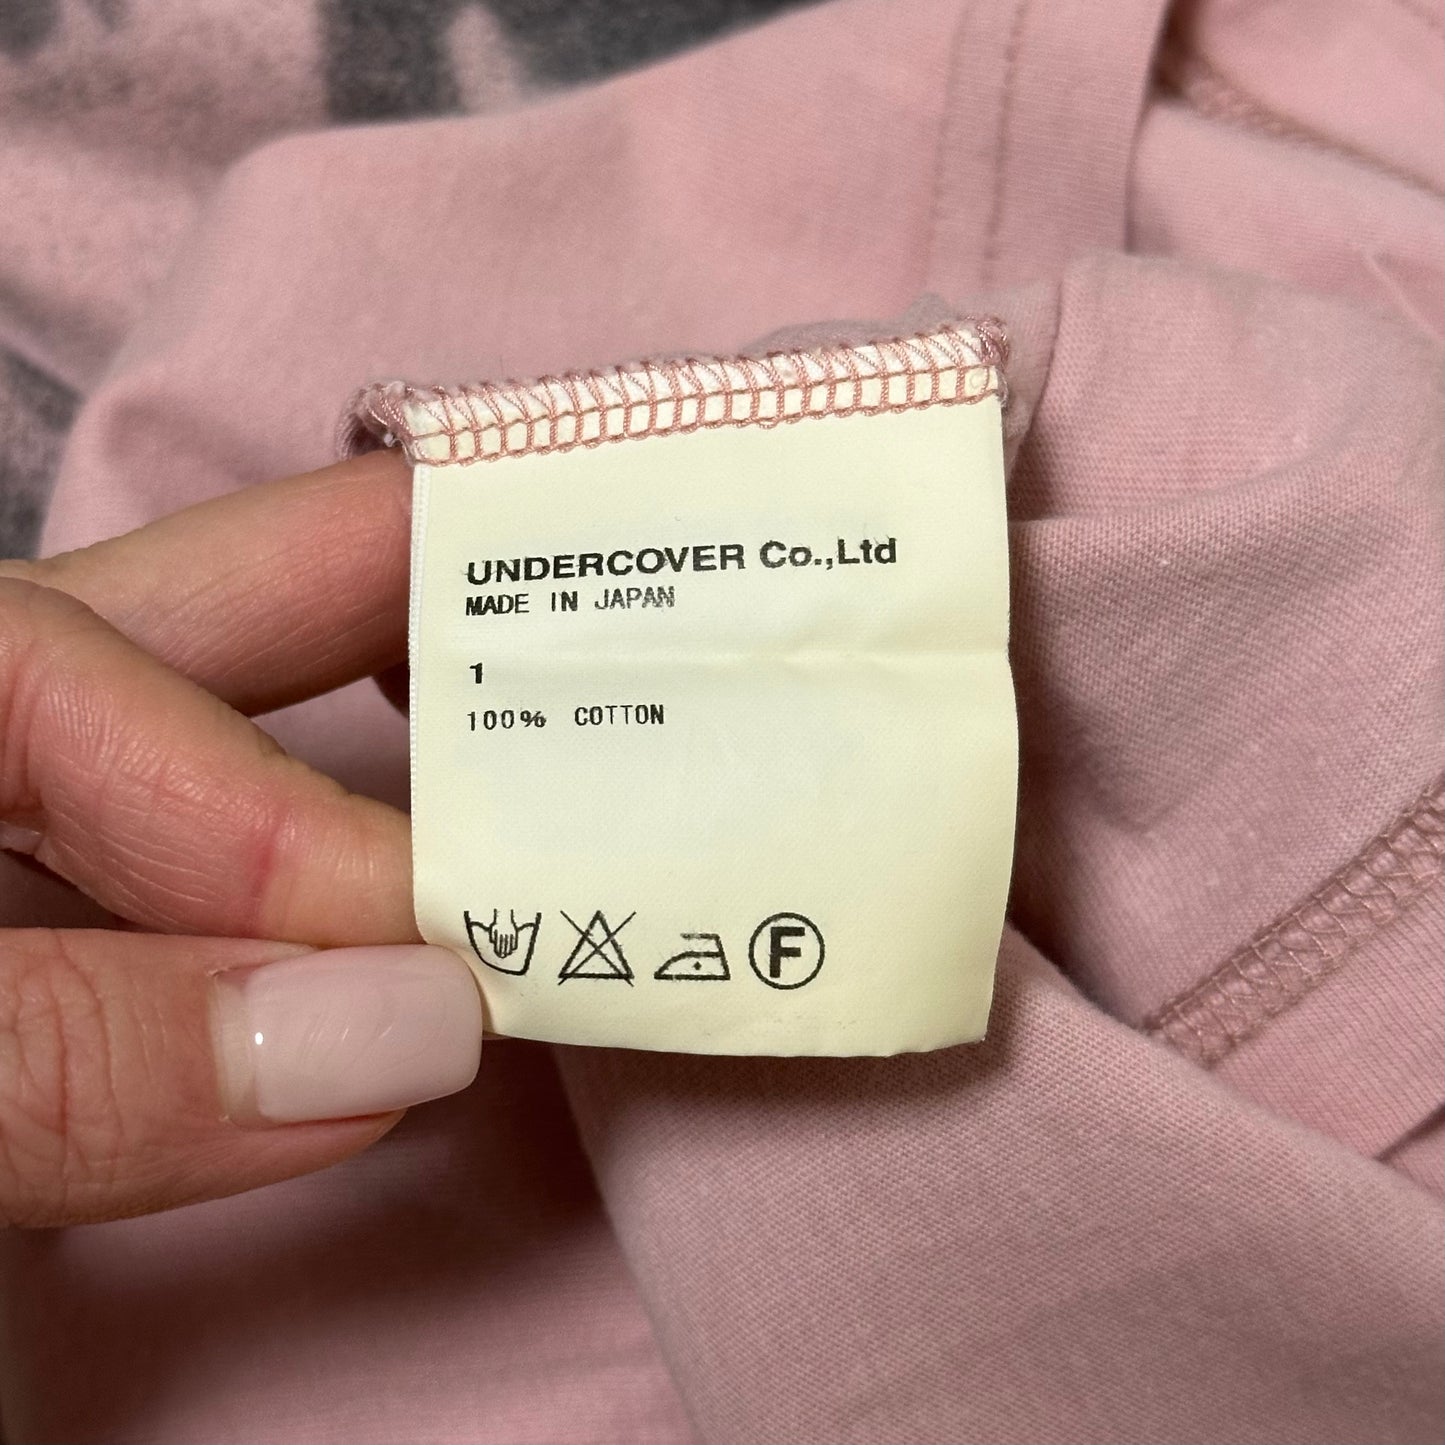 UNDERCOVER Co.,Ltd
MADE IN JAPAN
1
100% COTTON
F